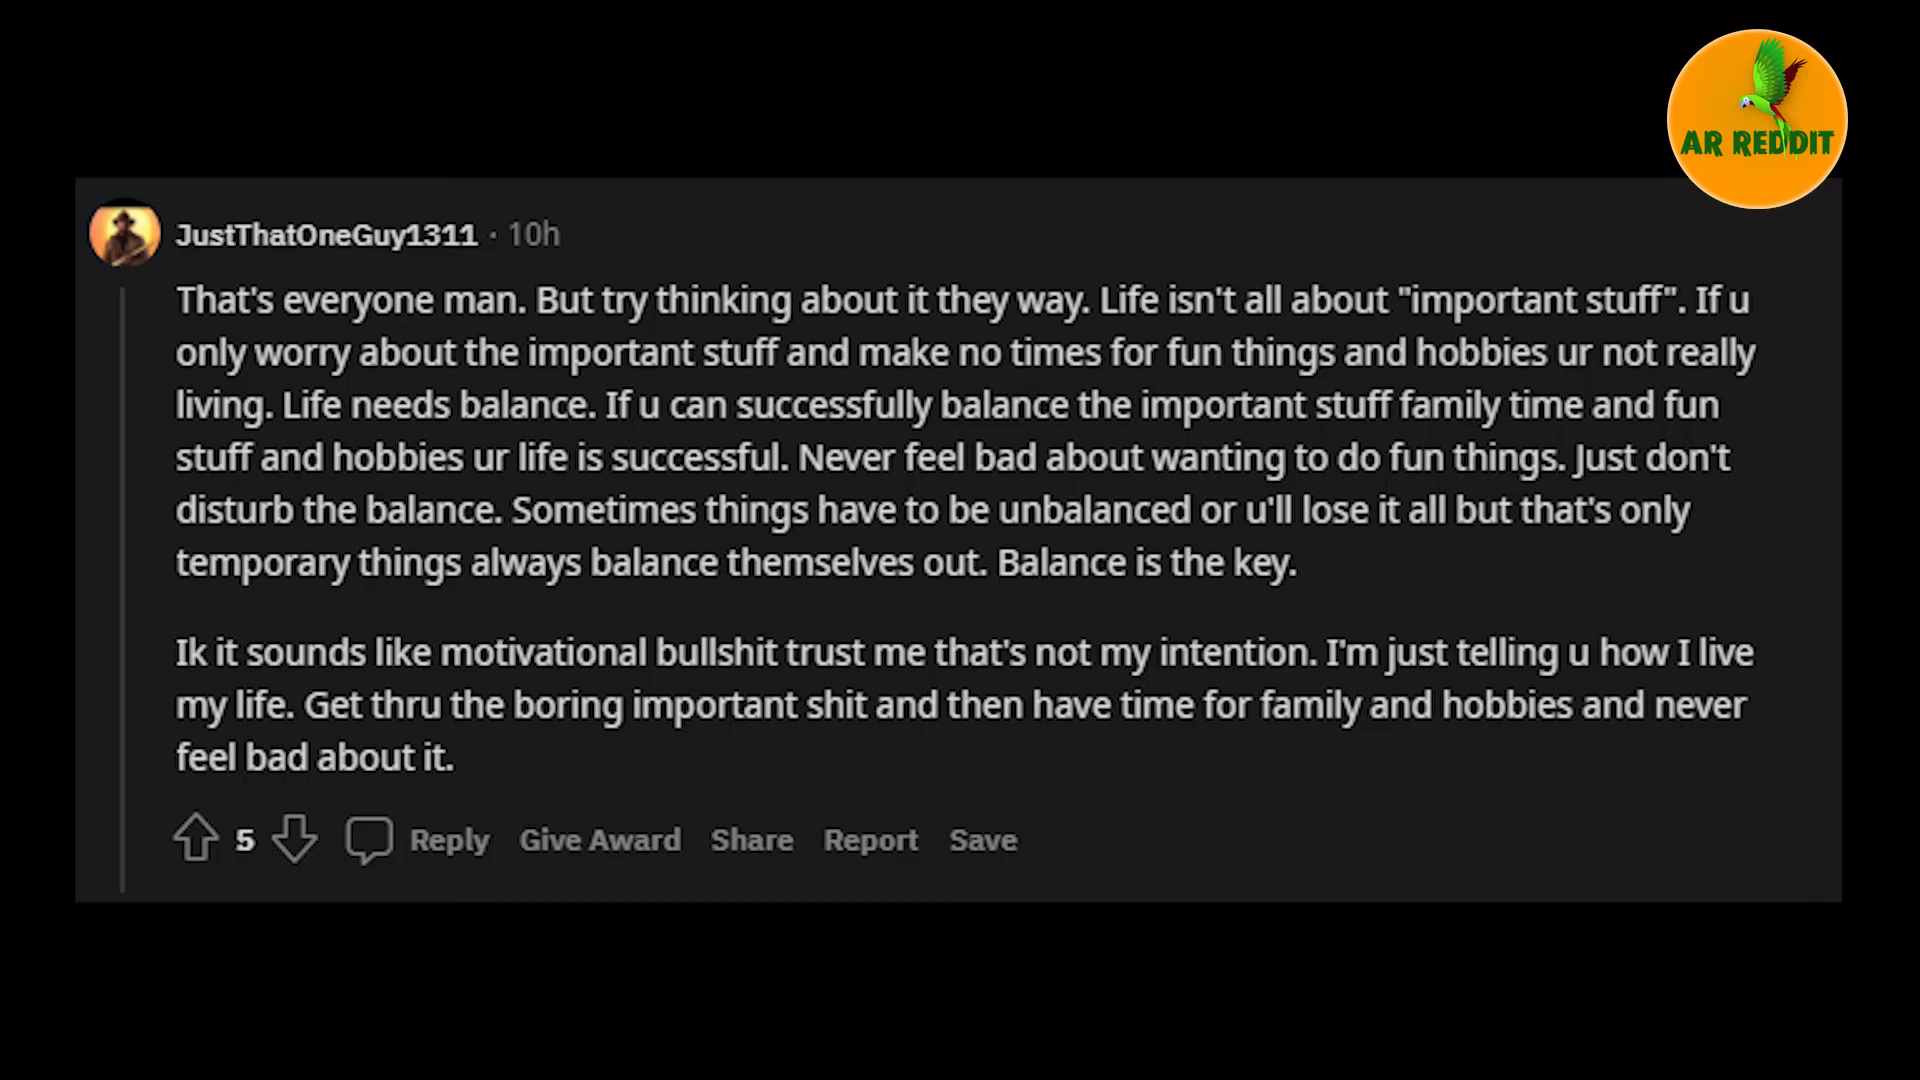 AR REDDIT
JustThatOneGuy1311 · 10h
That's everyone man. But try thinking about it they way. Life isn't all about "important stuff". If u
only worry about the important stuff and make no times for fun things and hobbies ur not really
living. Life needs balance. If u can successfully balance the important stuff family time and fun
stuff and hobbies ur life is successful. Never feel bad about wanting to do fun things. Just don't
disturb the balance. Sometimes things have to be unbalanced or u'll lose it all but that's only
temporary things always balance themselves out. Balance is the key.
Ik it sounds like motivational bullshit trust me that's not my intention. I'm just telling u how I live
my life. Get thru the boring important shit and then have time for family and hobbies and never
feel bad about it.
5 Reply Give Award Share Report Save